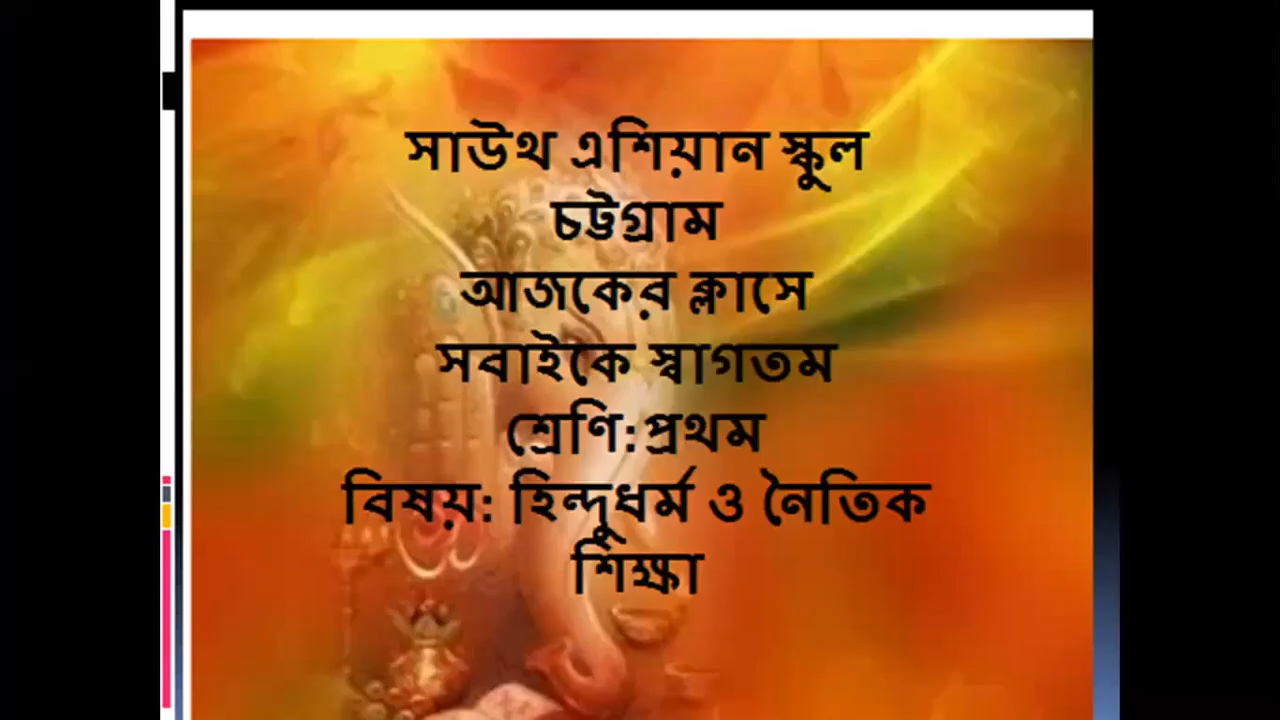 সাউথ এশিয়ান স্কুল
চট্টগ্রাম
আজকের ক্লাসে
সবাইকে স্বাগতম
শ্রেণি:প্রথম
বিষয়: হিন্দুধর্ম ও নৈতিক
শিক্ষা